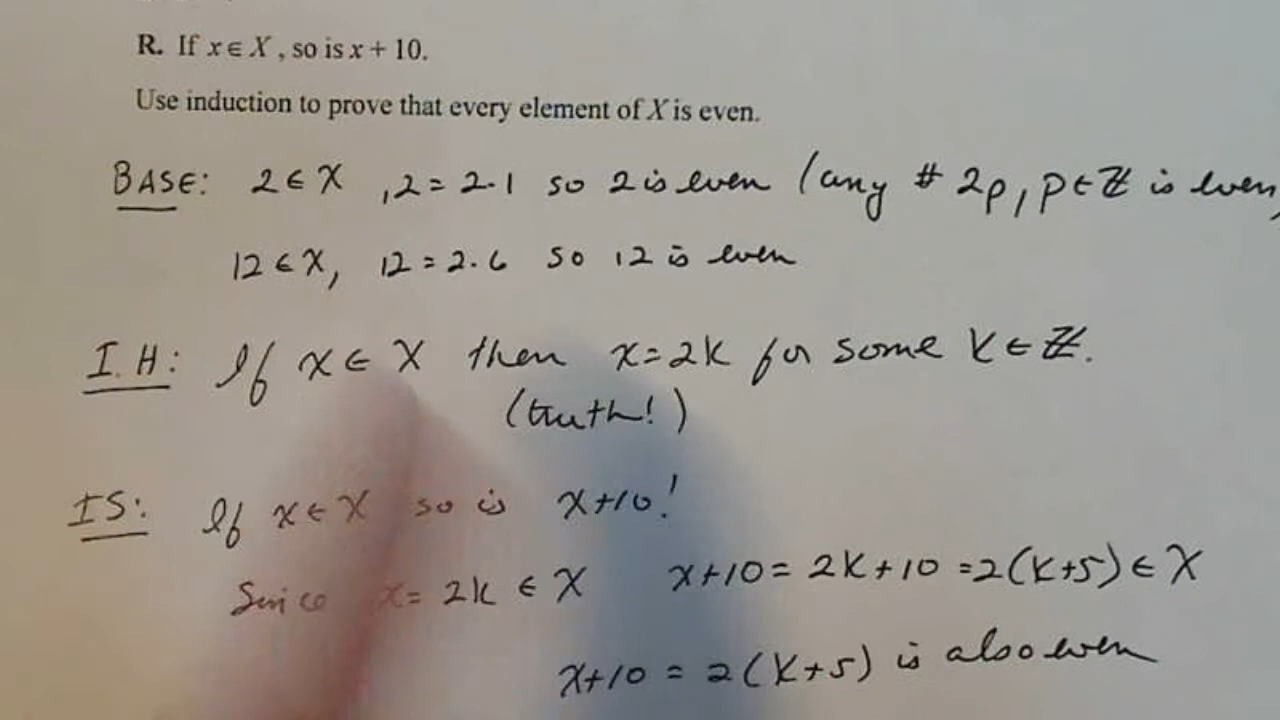 R. If x ∈ X , so is x + 10.
Use induction to prove that every element of X is even.
BASE: 2 ∈ X , 2 = 2·1 so 2 is even (any # 2p, p ∈ ℤ is even)
12 ∈ X, 12 = 2·6 so 12 is even
I.H: If x ∈ X then x = 2k for some k ∈ ℤ.
(truth!)
IS: If x ∈ X so is x+10!
Since x = 2k ∈ X x+10 = 2k+10 = 2(k+5) ∈ X
x+10 = 2(k+5) is also even